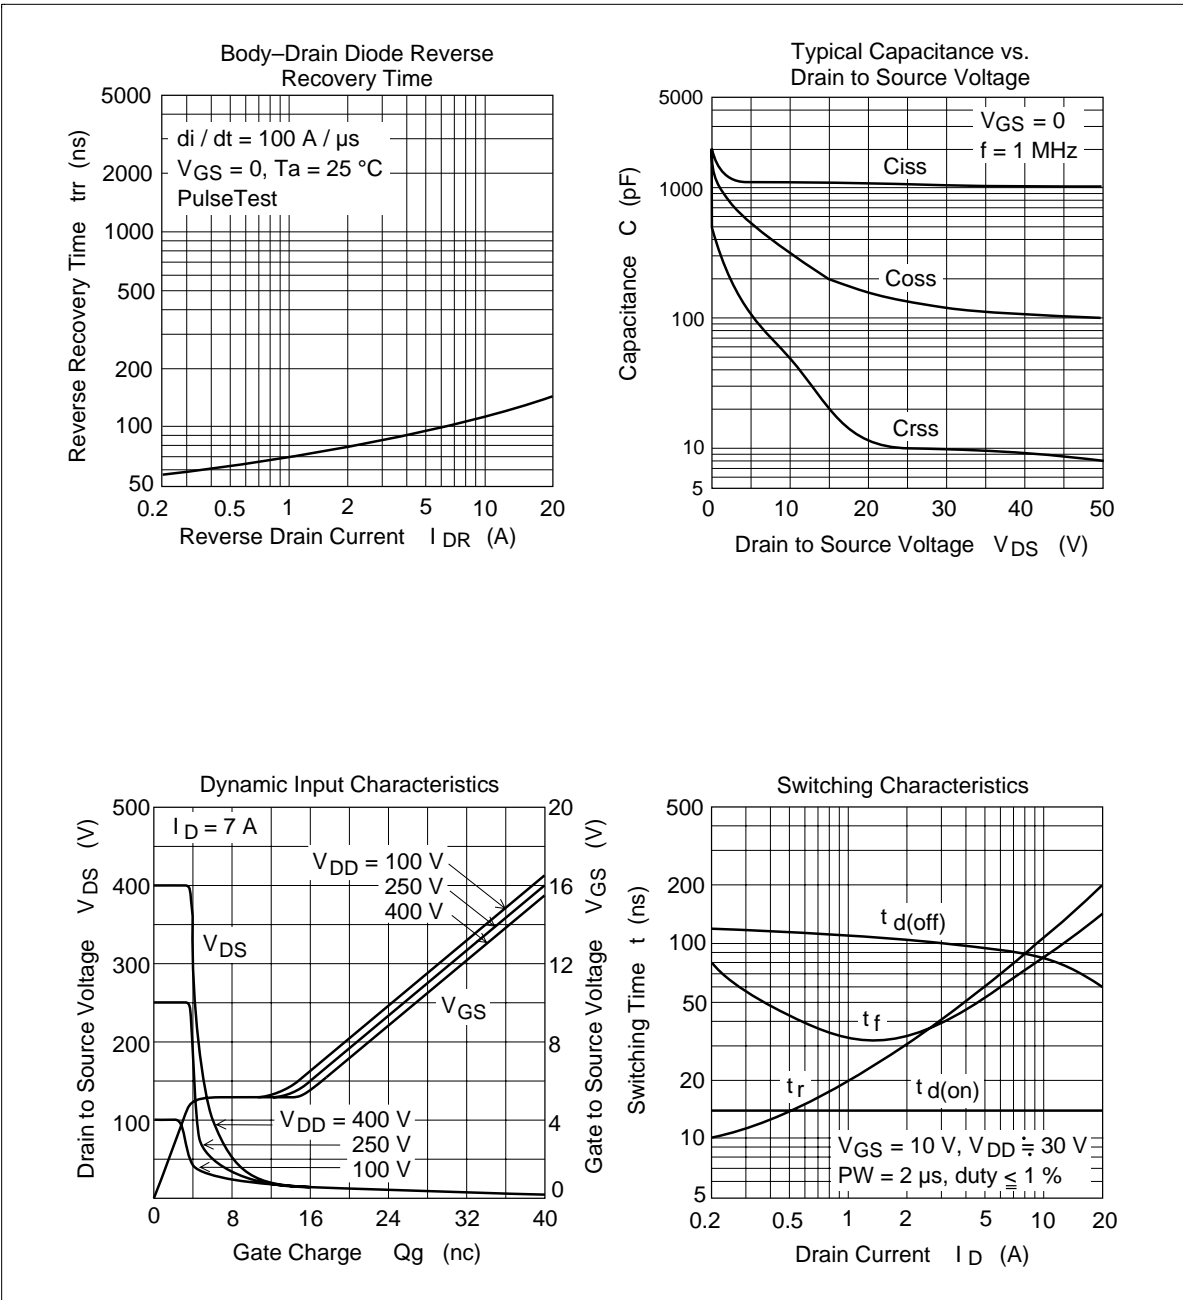 Body–Drain Diode Reverse
Recovery Time
Reverse Recovery Time trr (ns)
5000
2000
1000
500
200
100
50
di / dt = 100 A / µs
VGS = 0, Ta = 25 °C
PulseTest
0.2 0.5 1 2 5 10 20
Reverse Drain Current I DR (A)
Typical Capacitance vs.
Drain to Source Voltage
Capacitance C (pF)
5000
1000
100
10
5
VGS = 0
f = 1 MHz
Ciss
Coss
Crss
0 10 20 30 40 50
Drain to Source Voltage VDS (V)
Dynamic Input Characteristics
Drain to Source Voltage VDS (V)
500
400
300
200
100
I D = 7 A
VDD = 100 V
250 V
400 V
VDS
VGS
VDD = 400 V
250 V
100 V
20
16
12
8
4
0
Gate to Source Voltage VGS (V)
0 8 16 24 32 40
Gate Charge Qg (nc)
Switching Characteristics
Switching Time t (ns)
500
200
100
50
20
10
5
t d(off)
t f
t r
t d(on)
VGS = 10 V, VDD ≒ 30 V
PW = 2 µs, duty ≦ 1 %
0.2 0.5 1 2 5 10 20
Drain Current I D (A)